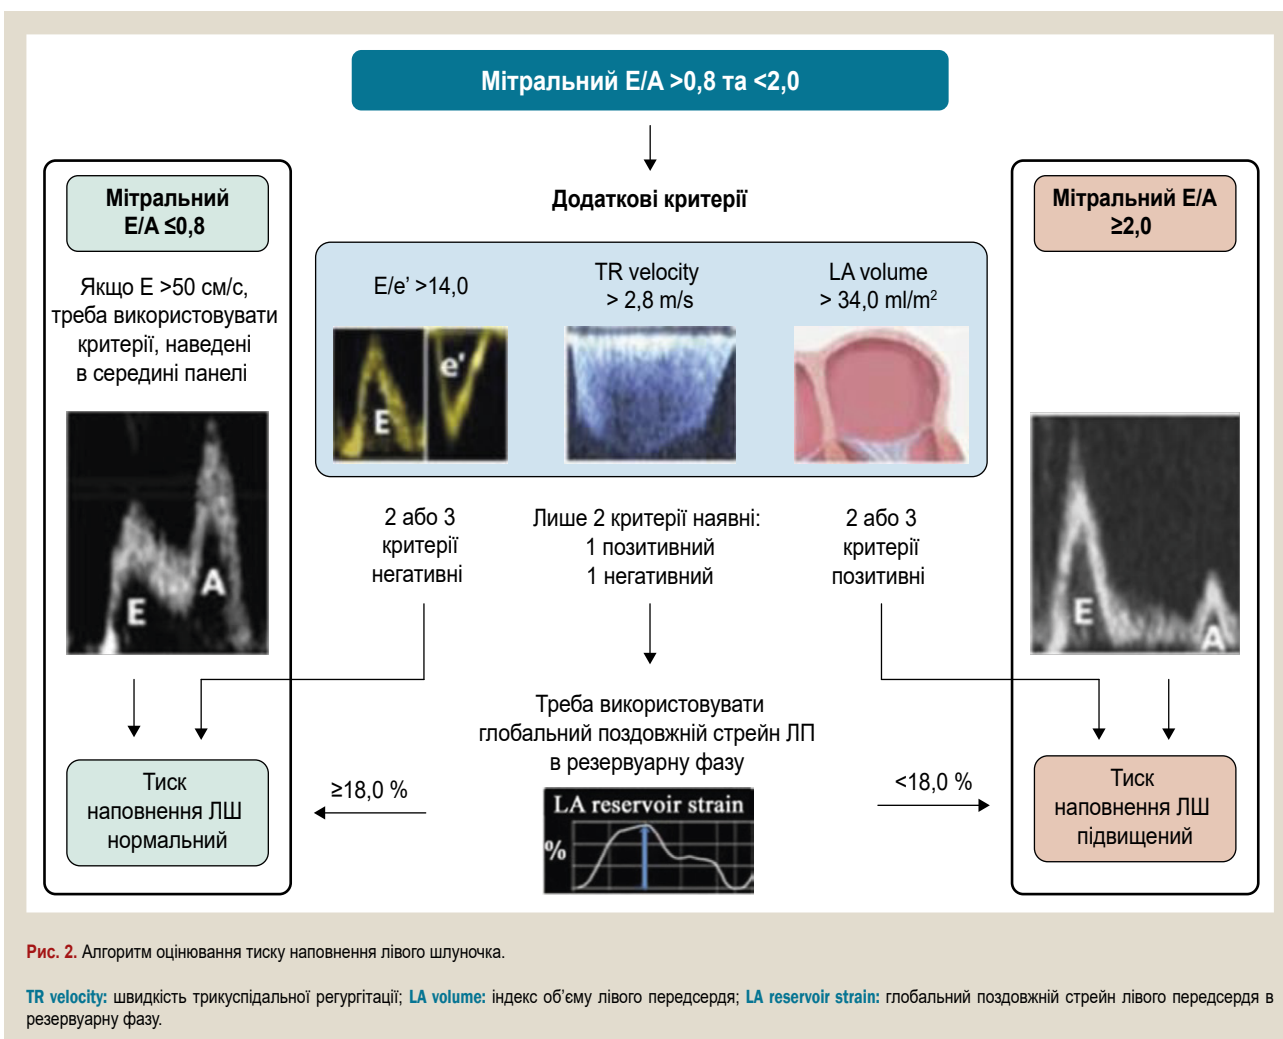 Мітральний E/A >0,8 та <2,0
Мітральний
E/A ≤0,8
Якщо E >50 см/с,
треба використовувати
критерії, наведені
в середині панелі
E
A
Додаткові критерії
E/e’ >14,0
E
e’
TR velocity
> 2,8 m/s
LA volume
> 34,0 ml/m²
Мітральний E/A
≥2,0
E
A
2 або 3
критерії
негативні
Лише 2 критерії наявні:
1 позитивний
1 негативний
2 або 3
критерії
позитивні
Треба використовувати
глобальний поздовжній стрейн ЛП
в резервуарну фазу
Тиск
наповнення ЛШ
нормальний
≥18,0 %
LA reservoir strain
%
<18,0 %
Тиск
наповнення ЛШ
підвищений
Рис. 2. Алгоритм оцінювання тиску наповнення лівого шлуночка.
TR velocity: швидкість трикуспідальної регургітації; LA volume: індекс об’єму лівого передсердя; LA reservoir strain: глобальний поздовжній стрейн лівого передсердя в
резервуарну фазу.